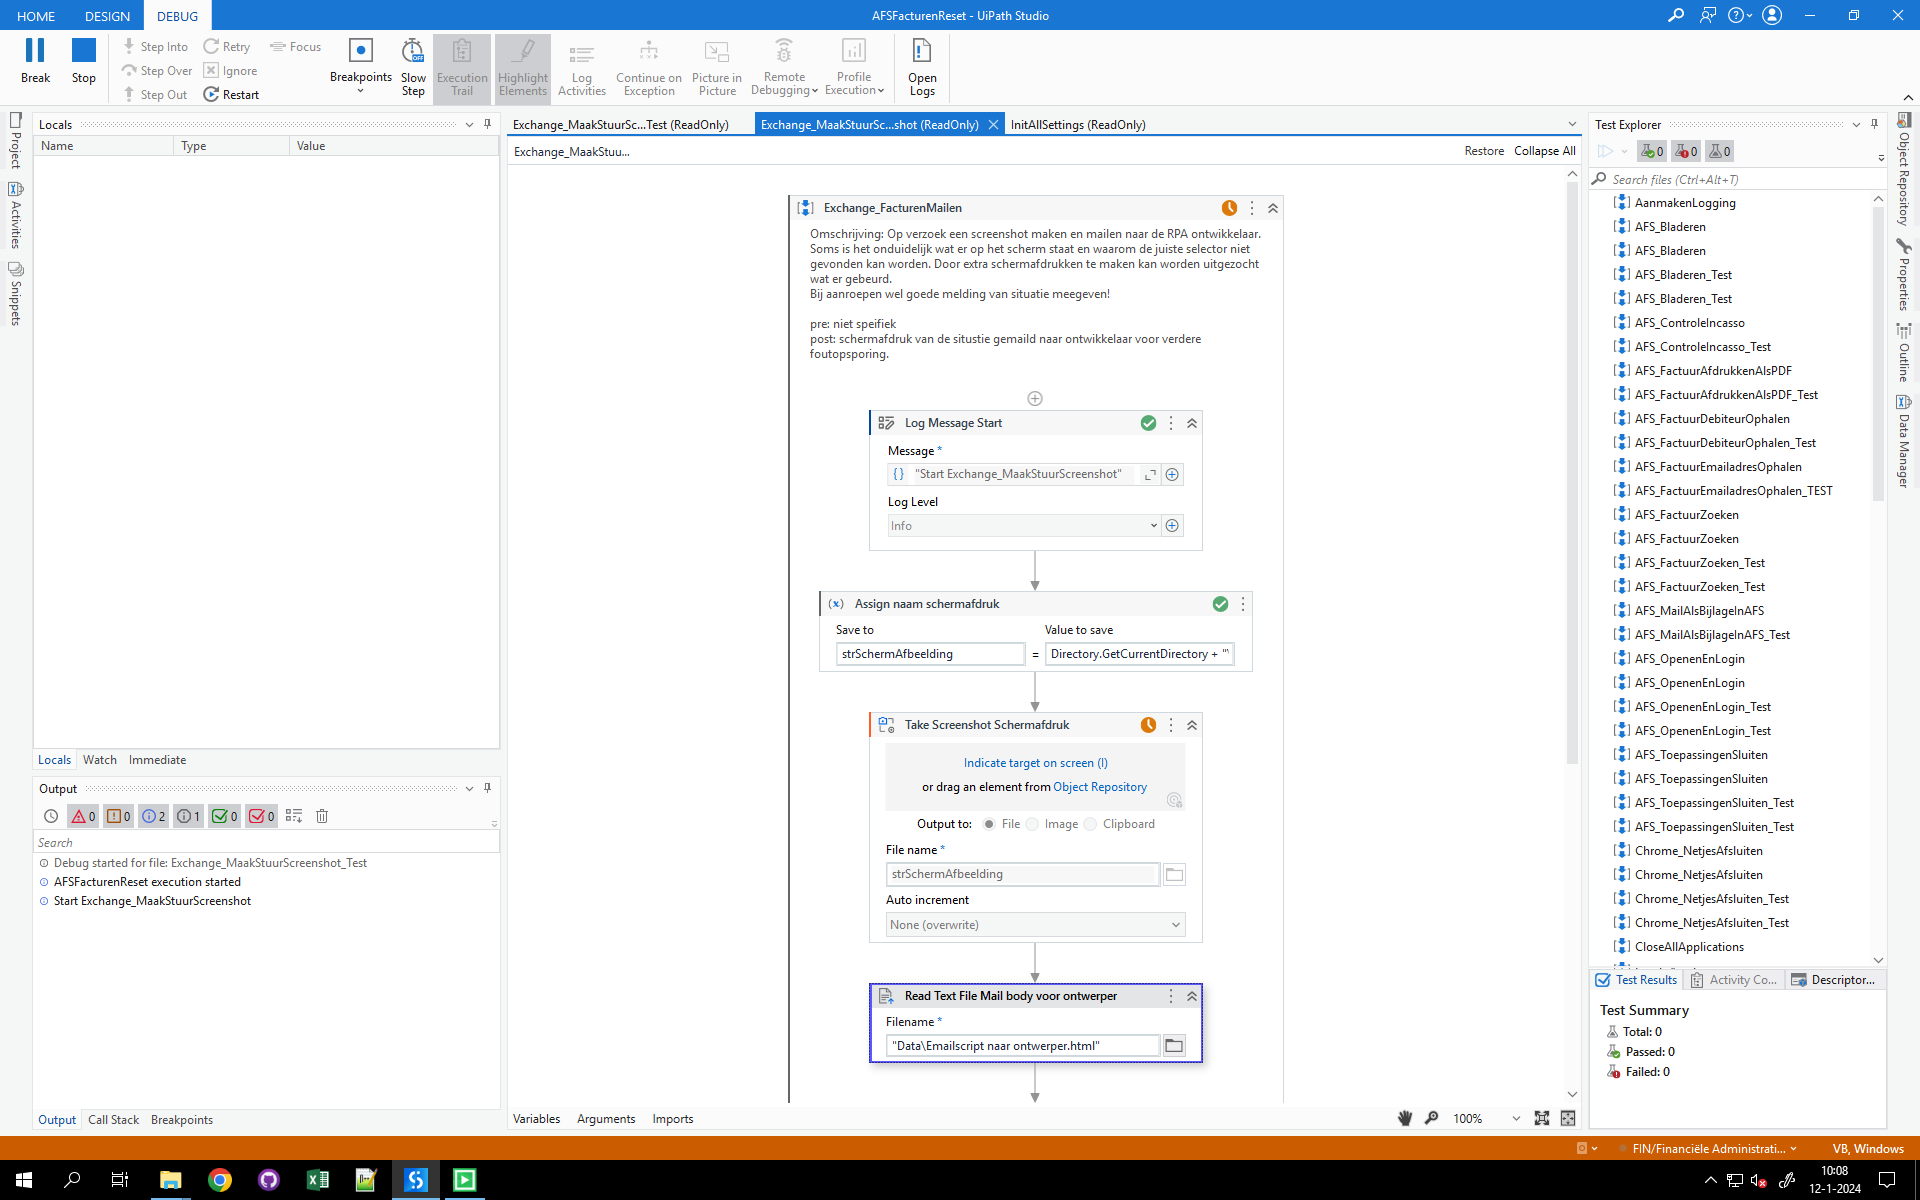 HOME DESIGN DEBUG AFSFacturenReset - UiPath Studio
Break
Stop
Step Into
Step Over
Step Out
Retry
Ignore
Restart
Focus
Breakpoints
Slow
Step
Execution
Trail
Highlight
Elements
Log
Activities
Continue on
Exception
Picture in
Picture
Remote
Debugging
Profile
Execution
Open
Logs
Project
Activities
Snippets
Locals
Name Type Value
Locals Watch Immediate
Output
0 0 2 1 0 0
Search
Debug started for file: Exchange_MaakStuurScreenshot_Test
AFSFacturenReset execution started
Start Exchange_MaakStuurScreenshot
Output Call Stack Breakpoints
Exchange_MaakStuurSc...Test (ReadOnly) Exchange_MaakStuurSc...shot (ReadOnly) InitAllSettings (ReadOnly)
Exchange_MaakStuu... Restore Collapse All
Exchange_FacturenMailen
Omschrijving: Op verzoek een screenshot maken en mailen naar de RPA ontwikkelaar.
Soms is het onduidelijk wat er op het scherm staat en waarom de juiste selector niet
gevonden kan worden. Door extra schermafdrukken te maken kan worden uitgezocht
wat er gebeurd.
Bij aanroepen wel goede melding van situatie meegeven!
pre: niet speifiek
post: schermafdruk van de situstie gemaild naar ontwikkelaar voor verdere
foutopsporing.
Log Message Start
Message *
{} "Start Exchange_MaakStuurScreenshot"
Log Level
Info
(x) Assign naam schermafdruk
Save to Value to save
strSchermAfbeelding = Directory.GetCurrentDirectory + "\
Take Screenshot Schermafdruk
Indicate target on screen (I)
or drag an element from Object Repository
Output to: File Image Clipboard
File name *
strSchermAfbeelding
Auto increment
None (overwrite)
Read Text File Mail body voor ontwerper
Filename *
"Data\Emailscript naar ontwerper.html"
Variables Arguments Imports 100%
Test Explorer
0 0 0
Search files (Ctrl+Alt+T)
AanmakenLogging
AFS_Bladeren
AFS_Bladeren
AFS_Bladeren_Test
AFS_Bladeren_Test
AFS_ControleIncasso
AFS_ControleIncasso_Test
AFS_FactuurAfdrukkenAlsPDF
AFS_FactuurAfdrukkenAlsPDF_Test
AFS_FactuurDebiteurOphalen
AFS_FactuurDebiteurOphalen_Test
AFS_FactuurEmailadresOphalen
AFS_FactuurEmailadresOphalen_TEST
AFS_FactuurZoeken
AFS_FactuurZoeken
AFS_FactuurZoeken_Test
AFS_FactuurZoeken_Test
AFS_MailAlsBijlageInAFS
AFS_MailAlsBijlageInAFS_Test
AFS_OpenenEnLogin
AFS_OpenenEnLogin
AFS_OpenenEnLogin_Test
AFS_OpenenEnLogin_Test
AFS_ToepassingenSluiten
AFS_ToepassingenSluiten
AFS_ToepassingenSluiten_Test
AFS_ToepassingenSluiten_Test
Chrome_NetjesAfsluiten
Chrome_NetjesAfsluiten
Chrome_NetjesAfsluiten_Test
Chrome_NetjesAfsluiten_Test
CloseAllApplications
Test Results Activity Co... Descriptor...
Test Summary
Total: 0
Passed: 0
Failed: 0
Object Repository
Properties
Outline
Data Manager
FIN/Financiële Administrati... VB, Windows
10:08
12-1-2024